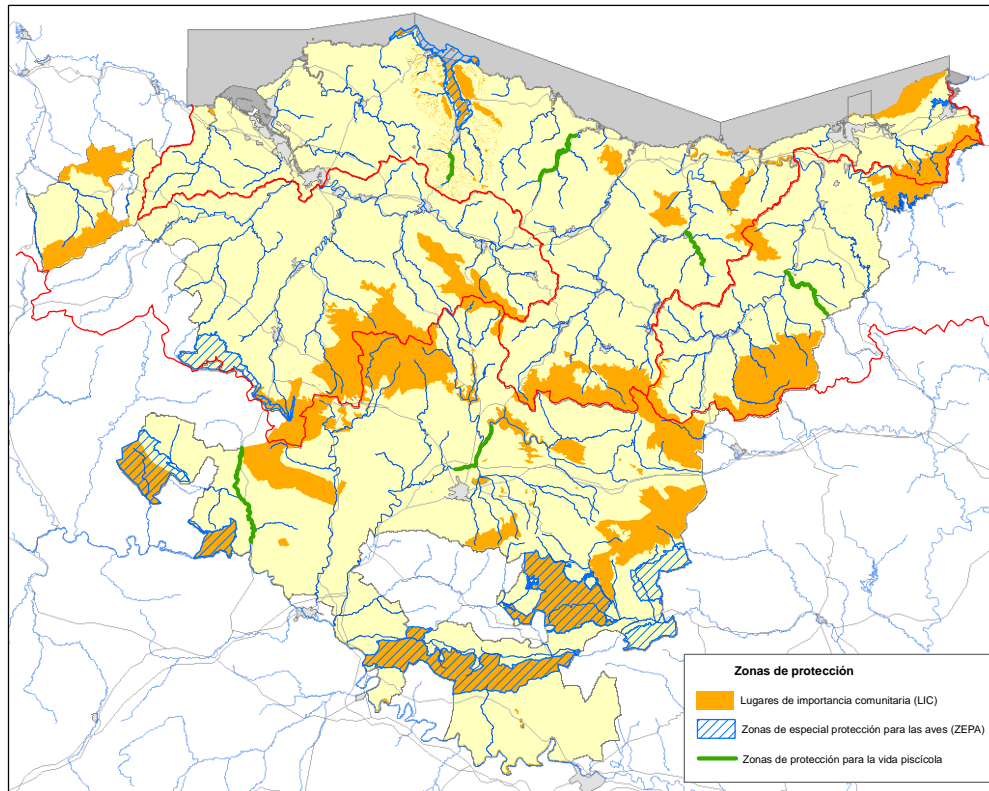 Zonas de protección
Lugares de importancia comunitaria (LIC)
Zonas de especial protección para las aves (ZEPA)
Zonas de protección para la vida piscícola